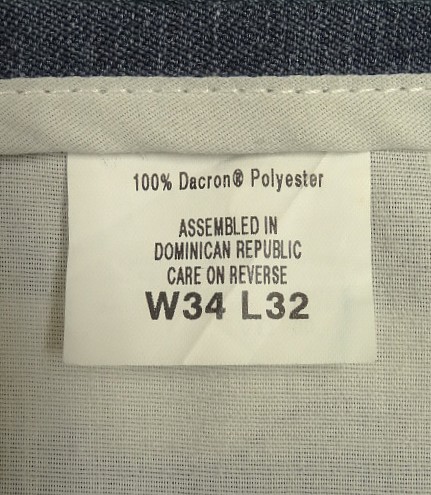 100% Dacron® Polyester
ASSEMBLED IN
DOMINICAN REPUBLIC
CARE ON REVERSE
W34 L32